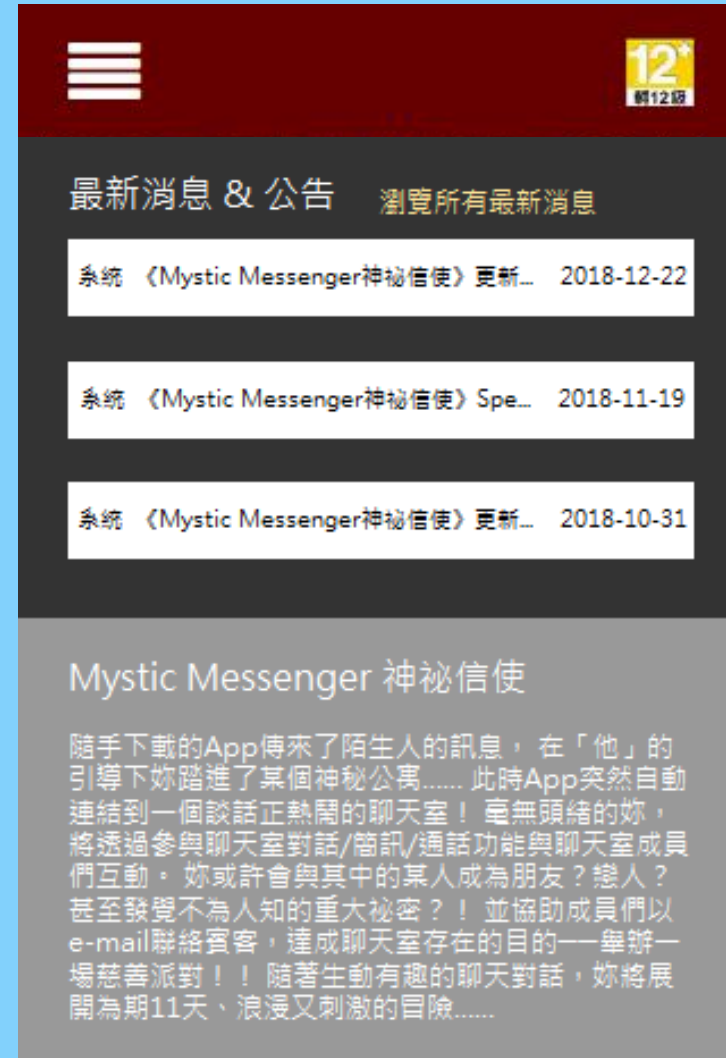 12+
輔12級
最新消息 & 公告 瀏覽所有最新消息
系統 《Mystic Messenger神祕信使》更新... 2018-12-22
系統 《Mystic Messenger神祕信使》Spe... 2018-11-19
系統 《Mystic Messenger神祕信使》更新... 2018-10-31
Mystic Messenger 神祕信使
隨手下載的App傳來了陌生人的訊息， 在「他」的
引導下妳踏進了某個神秘公寓...... 此時App突然自動
連結到一個談話正熱鬧的聊天室！ 毫無頭緒的妳，
將透過參與聊天室對話/簡訊/通話功能與聊天室成員
們互動。 妳或許會與其中的某人成為朋友？戀人？
甚至發覺不為人知的重大祕密？！ 並協助成員們以
e-mail聯絡賓客，達成聊天室存在的目的──舉辦一
場慈善派對！！ 隨著生動有趣的聊天對話，妳將展
開為期11天、浪漫又刺激的冒險......